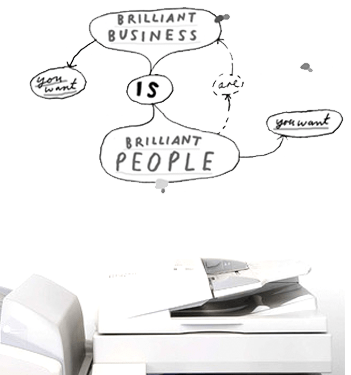 BRILLIANT
BUSINESS
you
want
IS
are
you want
BRILLIANT
PEOPLE